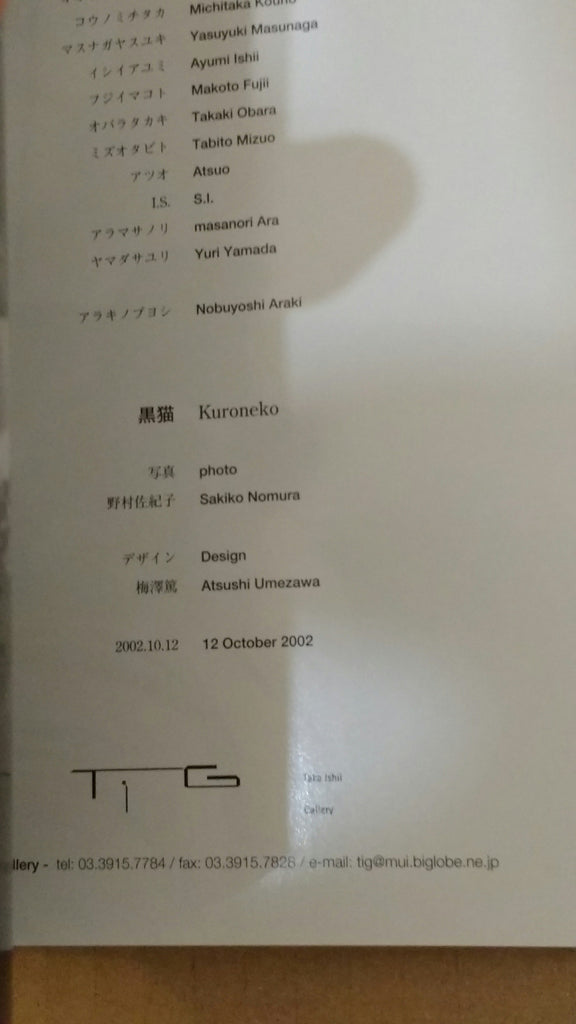 コウノミチタカ Michitaka Kouno
マスナガヤスユキ Yasuyuki Masunaga
イシイアユミ Ayumi Ishii
フジイマコト Makoto Fujii
オバラタカキ Takaki Obara
ミズオタビト Tabito Mizuo
アツオ Atsuo
I.S. S.I.
アラマサノリ masanori Ara
ヤマダサユリ Yuri Yamada
アラキノブヨシ Nobuyoshi Araki
黒猫 Kuroneko
写真 photo
野村佐紀子 Sakiko Nomura
デザイン Design
梅澤篤 Atsushi Umezawa
2002.10.12 12 October 2002
TiG Taka Ishii
Gallery
llery - tel: 03.3915.7784 / fax: 03.3915.7828 / e-mail: tig@mui.biglobe.ne.jp